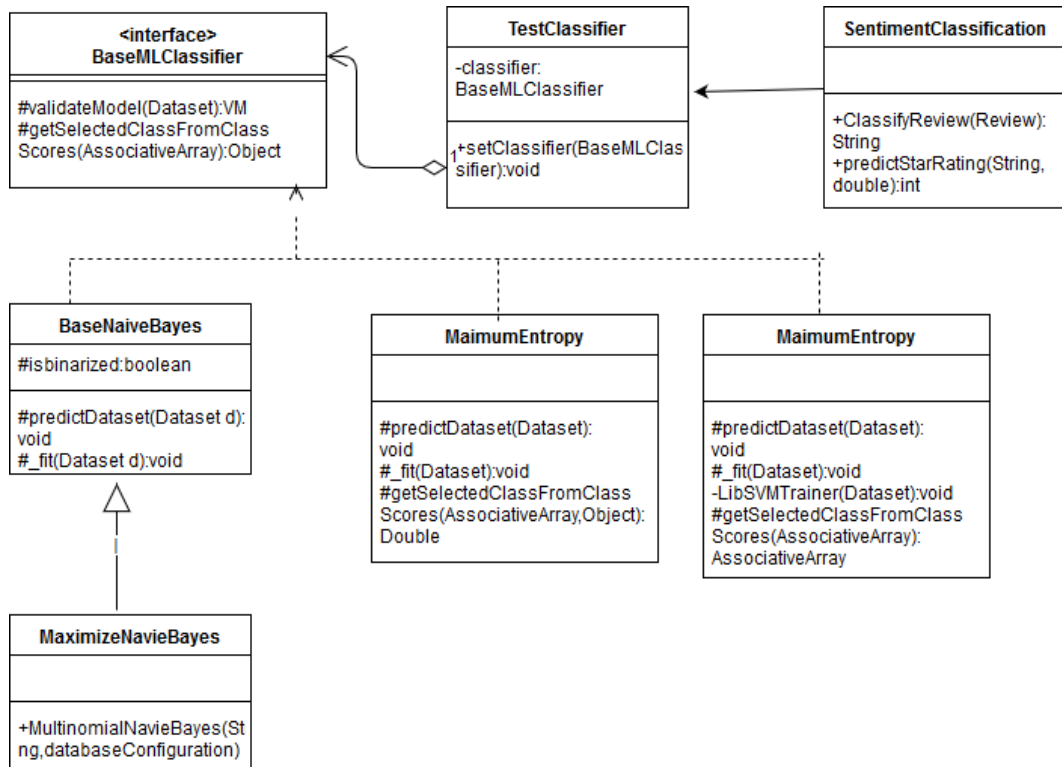 <interface>
BaseMLClassifier
#validateModel(Dataset):VM
#getSelectedClassFromClass
Scores(AssociativeArray):Object
TestClassifier
-classifier:
BaseMLClassifier
1
+setClassifier(BaseMLClas
sifier):void
SentimentClassification
+ClassifyReview(Review):
String
+predictStarRating(String,
double):int
BaseNaiveBayes
#isbinarized:boolean
#predictDataset(Dataset d):
void
#_fit(Dataset d):void
MaimumEntropy
#predictDataset(Dataset):
void
#_fit(Dataset):void
#getSelectedClassFromClass
Scores(AssociativeArray,Object):
Double
MaimumEntropy
#predictDataset(Dataset):
void
#_fit(Dataset):void
-LibSVMTrainer(Dataset):void
#getSelectedClassFromClass
Scores(AssociativeArray):
AssociativeArray
MaximizeNavieBayes
+MultinomialNavieBayes(St
ng,databaseConfiguration)